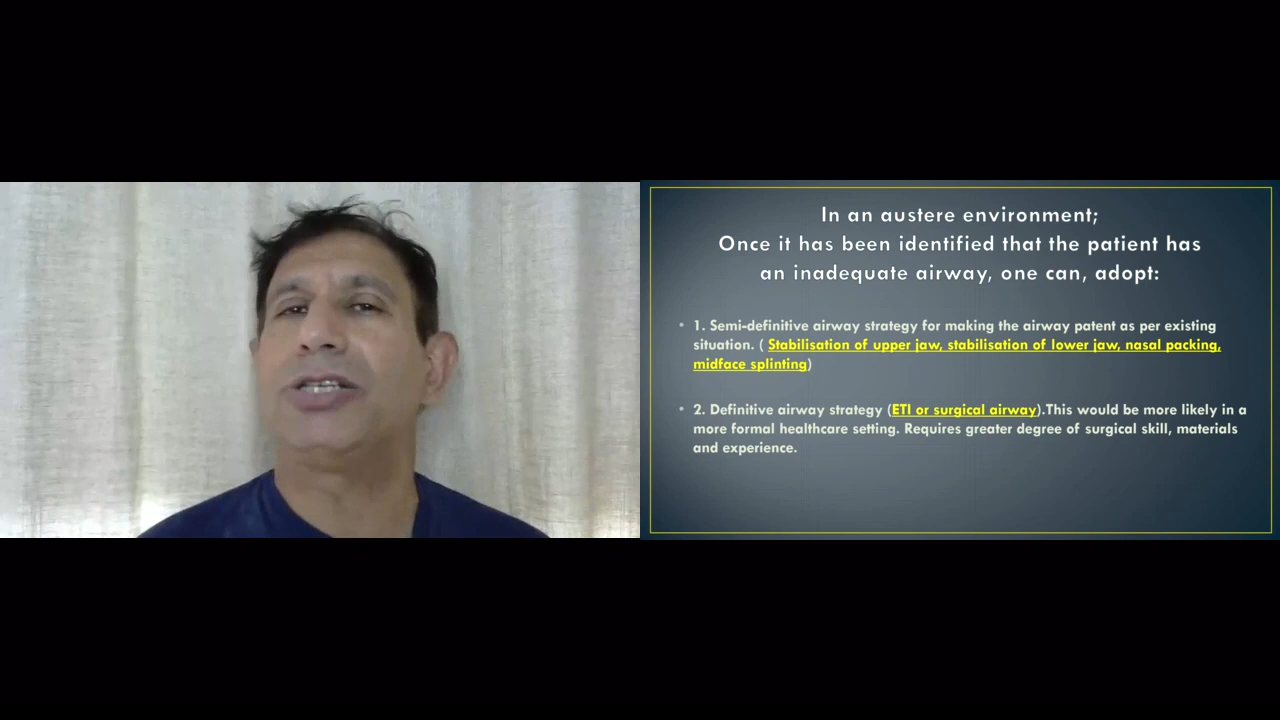 In an austere environment;
Once it has been identified that the patient has
an inadequate airway, one can, adopt:
• 1. Semi-definitive airway strategy for making the airway patent as per existing
situation. ( Stabilisation of upper jaw, stabilisation of lower jaw, nasal packing,
midface splinting)
• 2. Definitive airway strategy (ETI or surgical airway).This would be more likely in a
more formal healthcare setting. Requires greater degree of surgical skill, materials
and experience.